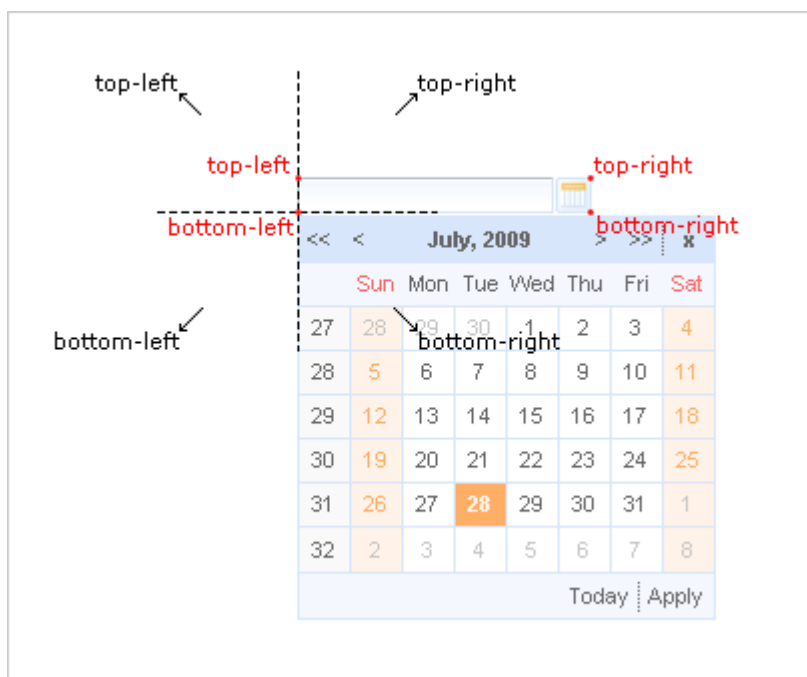 top-left top-right
top-left top-right
bottom-left bottom-right
<< < July, 2009 > >> x
Sun Mon Tue Wed Thu Fri Sat
27 28 29 30 1 2 3 4
bottom-left bottom-right
28 5 6 7 8 9 10 11
29 12 13 14 15 16 17 18
30 19 20 21 22 23 24 25
31 26 27 28 29 30 31 1
32 2 3 4 5 6 7 8
Today Apply